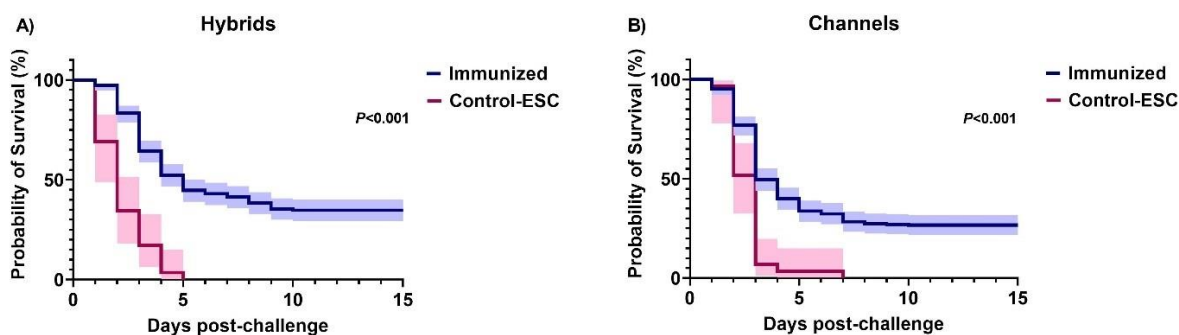 A) Hybrids
Probability of Survival (%)
100
50
0
0 5 10 15
Days post-challenge
Immunized
Control-ESC
P<0.001
B) Channels
Probability of Survival (%)
100
50
0
0 5 10 15
Days post-challenge
Immunized
Control-ESC
P<0.001